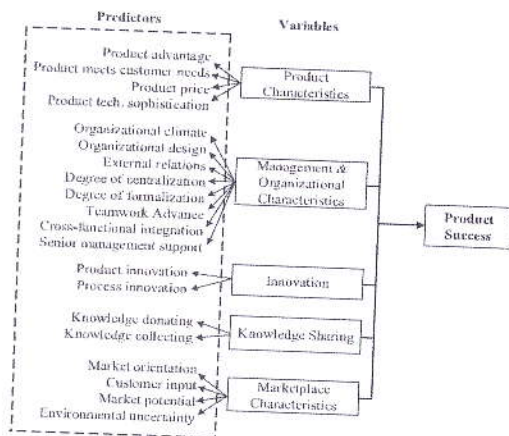 Predictors
Variables
Product advantage
Product meets customer needs
Product price
Product tech. sophistication
Product
Characteristics
Organizational climate
Organizational design
External relations
Degree of centralization
Degree of formalization
Teamwork Advance
Cross-functional integration
Senior management support
Management &
Organizational
Characteristics
Product innovation
Process innovation
Innovation
Knowledge donating
Knowledge collecting
Knowledge Sharing
Market orientation
Customer input
Market potential
Environmental uncertainty
Marketplace
Characteristics
Product
Success